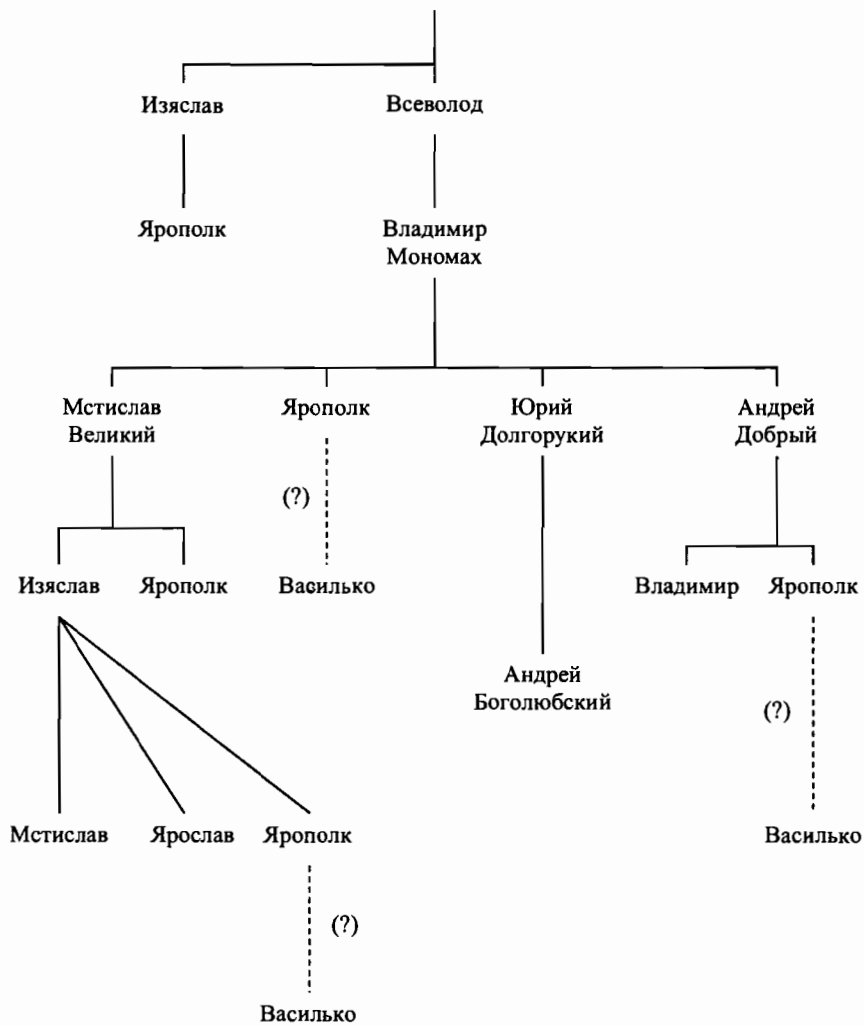 Изяслав Всеволод
Ярополк Владимир
Мономах
Мстислав Ярополк Юрий Андрей
Великий Долгорукий Добрый
(?)
Изяслав Ярополк Василько Владимир Ярополк
Андрей
Боголюбский
(?)
Мстислав Ярослав Ярополк Василько
(?)
Василько